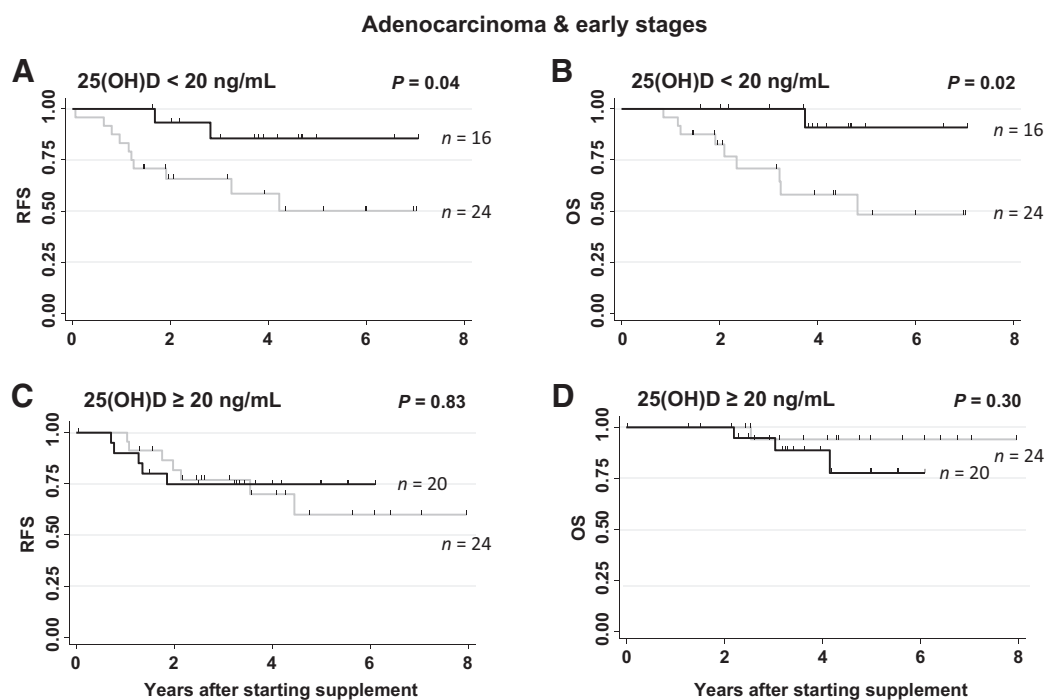 Adenocarcinoma & early stages
A
25(OH)D < 20 ng/mL
P = 0.04
RFS
1.00
0.75
0.50
0.25
0.00
n = 16
n = 24
0 2 4 6 8
B
25(OH)D < 20 ng/mL
P = 0.02
OS
1.00
0.75
0.50
0.25
0.00
n = 16
n = 24
0 2 4 6 8
C
25(OH)D ≥ 20 ng/mL
P = 0.83
RFS
1.00
0.75
0.50
0.25
0.00
n = 20
n = 24
0 2 4 6 8
Years after starting supplement
D
25(OH)D ≥ 20 ng/mL
P = 0.30
OS
1.00
0.75
0.50
0.25
0.00
n = 24
n = 20
0 2 4 6 8
Years after starting supplement